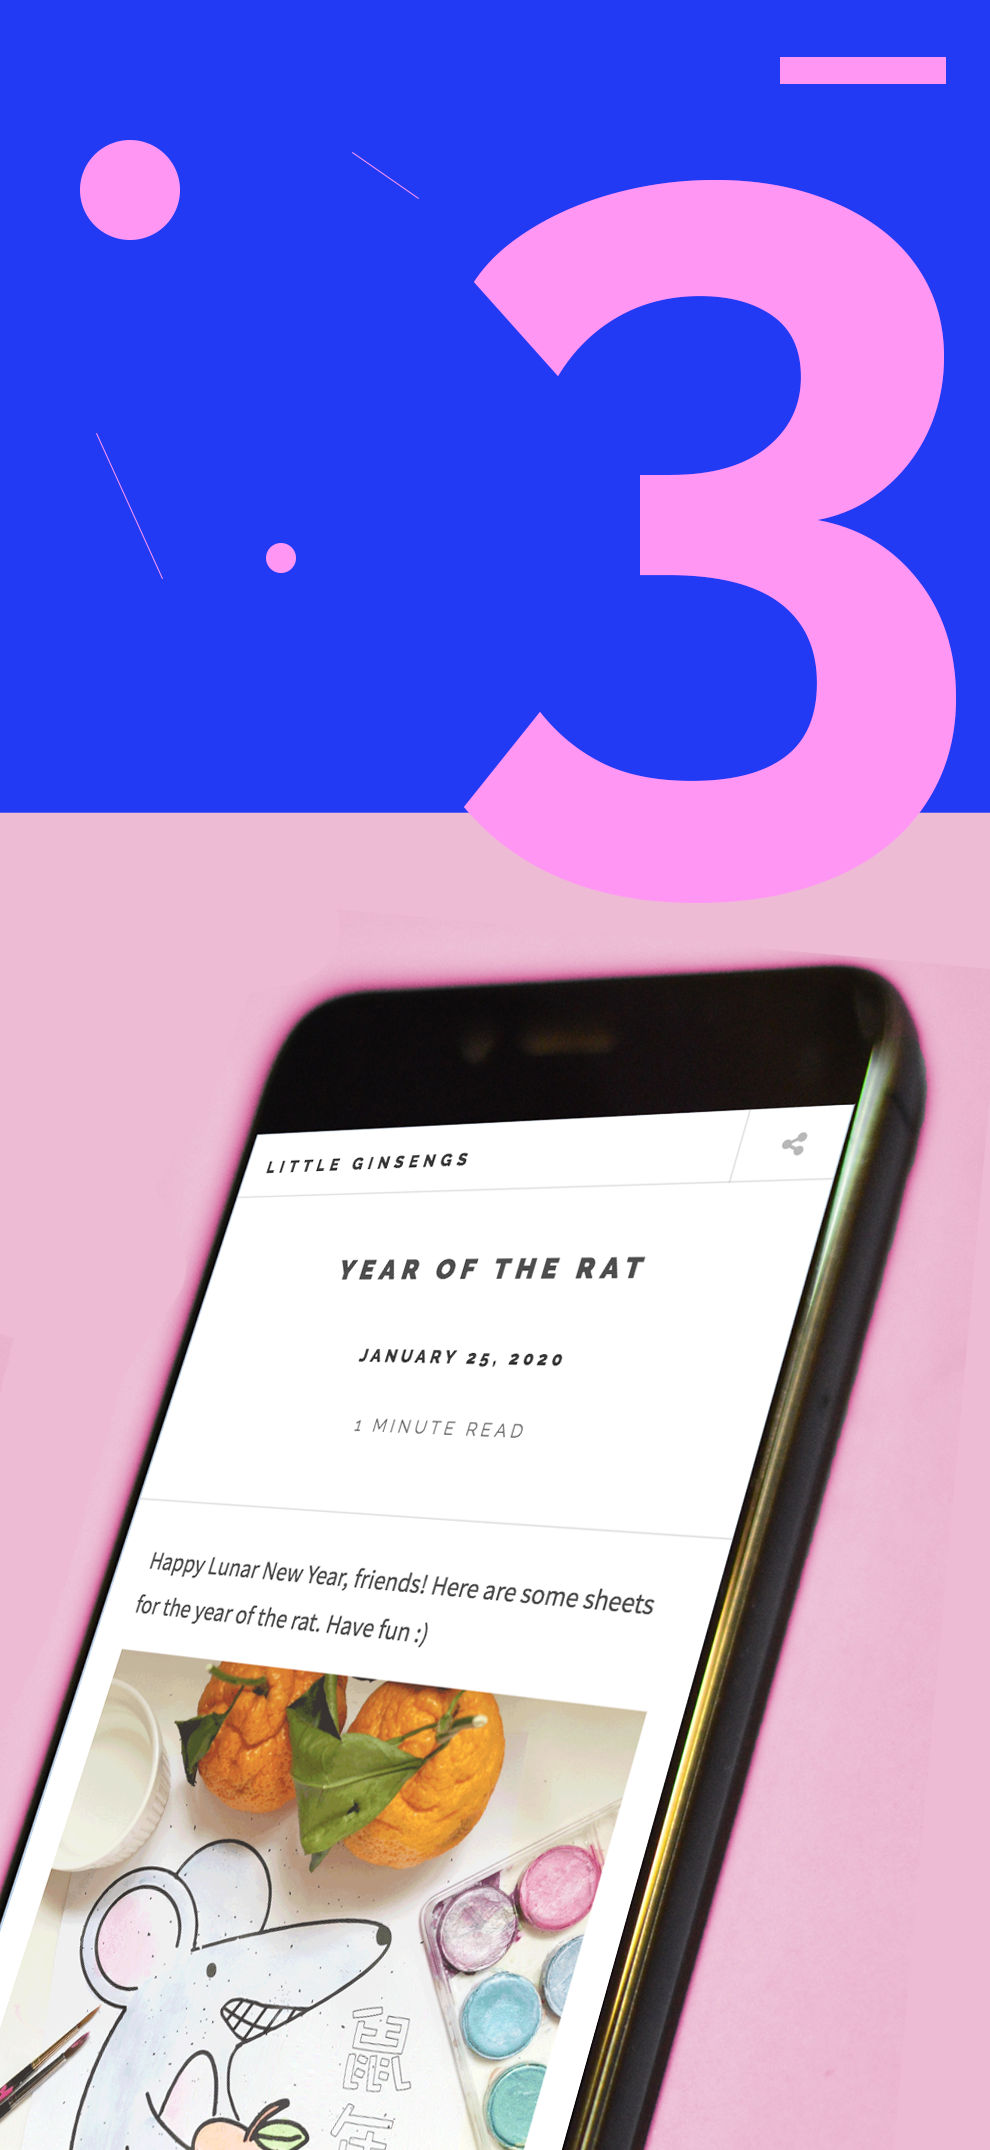 3
LITTLE GINSENGS
YEAR OF THE RAT
JANUARY 25, 2020
1 MINUTE READ
Happy Lunar New Year, friends! Here are some sheets
for the year of the rat. Have fun :)
鼠
年